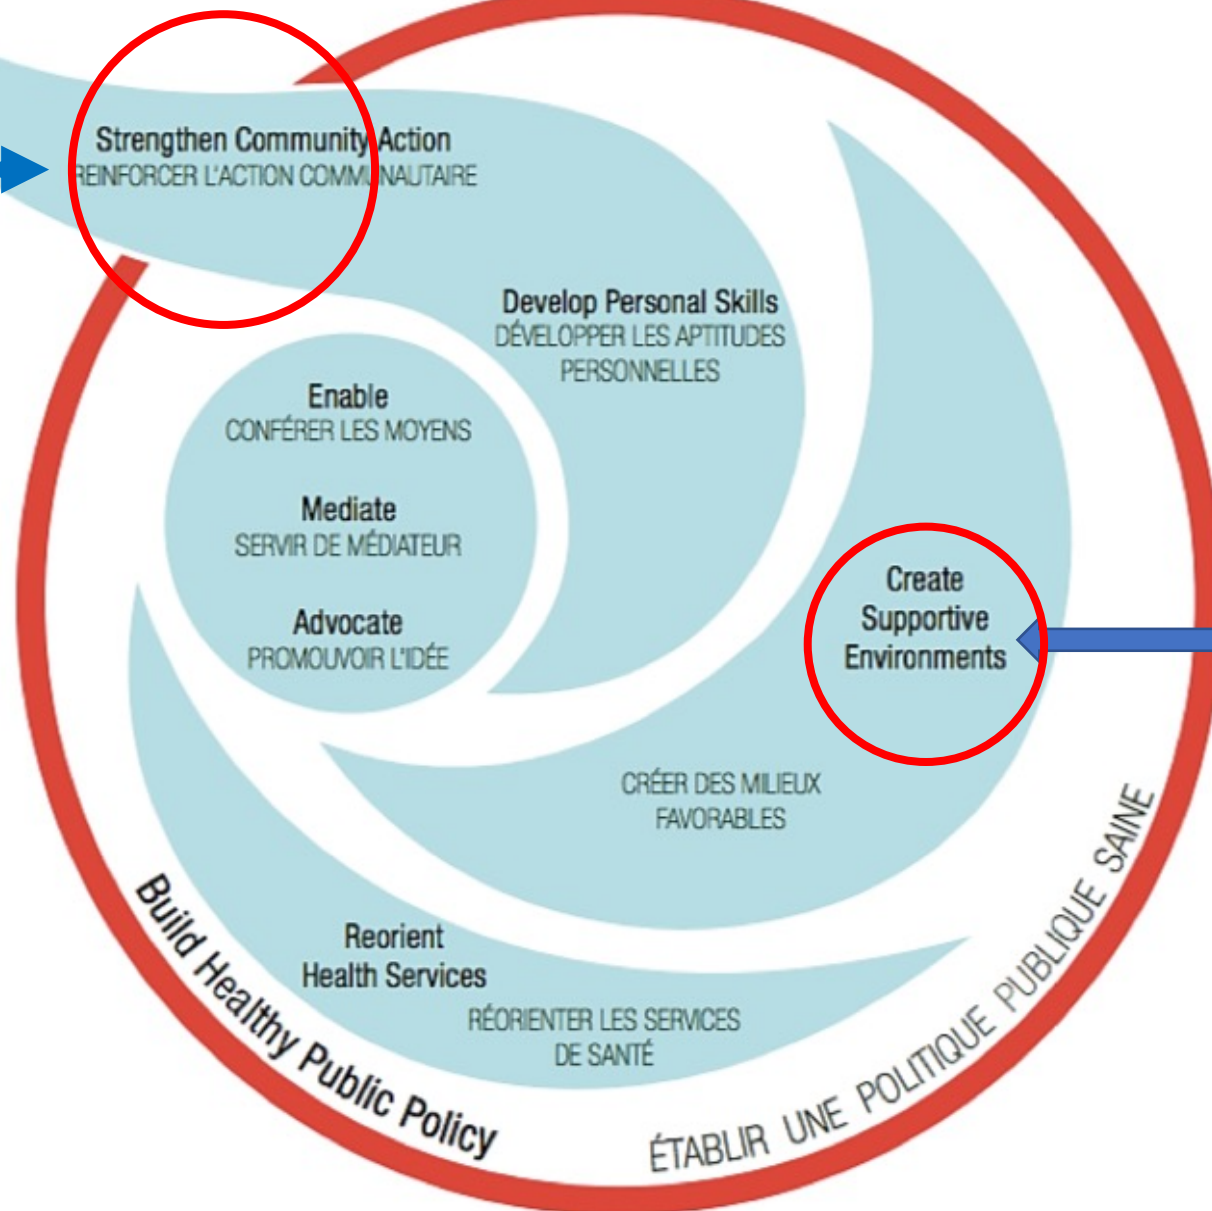 Strengthen Community Action
REINFORCER L'ACTION COMMUNAUTAIRE
Develop Personal Skills
DÉVELOPPER LES APTITUDES
PERSONNELLES
Enable
CONFÉRER LES MOYENS
Mediate
SERVIR DE MÉDIATEUR
Advocate
PROMOUVOIR L'IDÉE
Create
Supportive
Environments
CRÉER DES MILIEUX
FAVORABLES
Reorient
Health Services
RÉORIENTER LES SERVICES
DE SANTÉ
Build Healthy Public Policy
ÉTABLIR UNE POLITIQUE PUBLIQUE SAINE